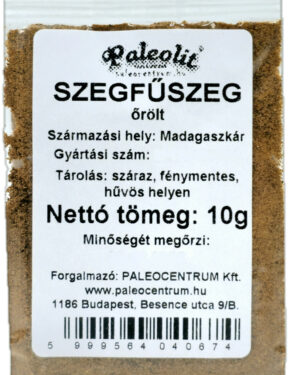 Paleolit
paleocentrum.hu
SZEGFŰSZEG
őrölt
Származási hely: Madagaszkár
Gyártási szám:
Tárolás: száraz, fénymentes,
hűvös helyen
Nettó tömeg: 10g
Minőségét megőrzi:
Forgalmazó: PALEOCENTRUM Kft.
www.paleocentrum.hu
1186 Budapest, Besence utca 9/B.
5 999564 040674